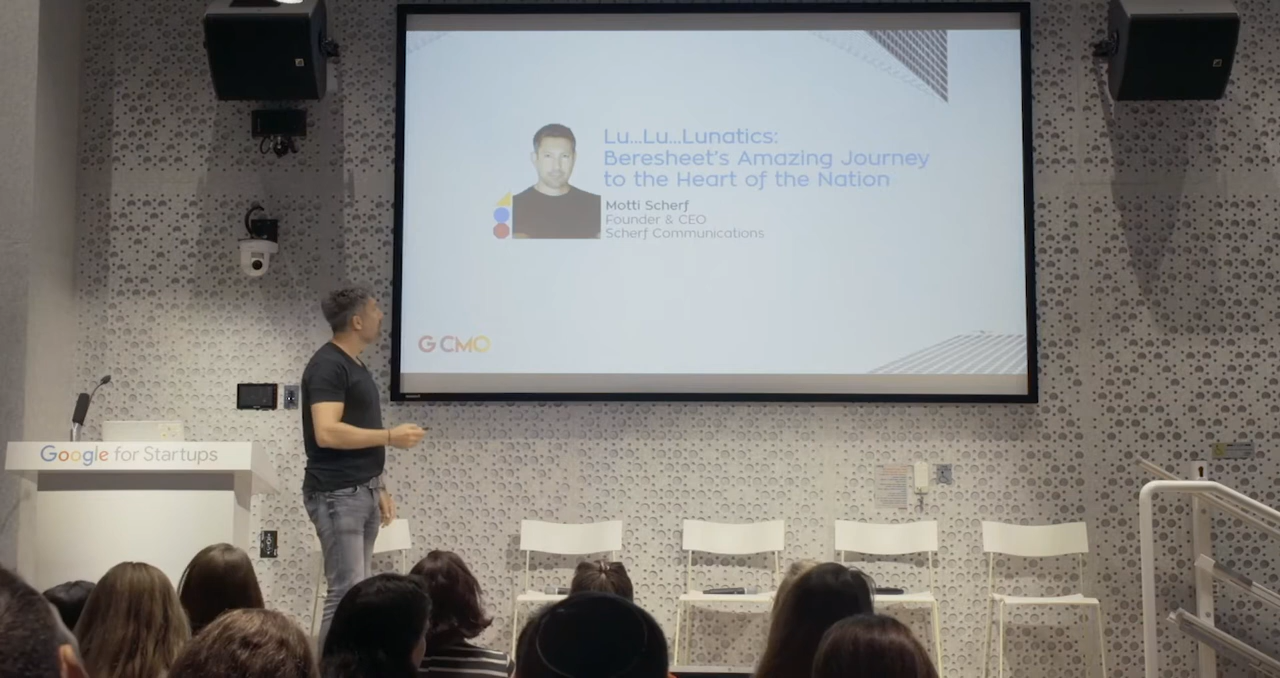 Lu...Lu...Lunatics:
Beresheet's Amazing Journey
to the Heart of the Nation
Motti Scherf
Founder & CEO
Scherf Communications
G CMO
Google for Startups